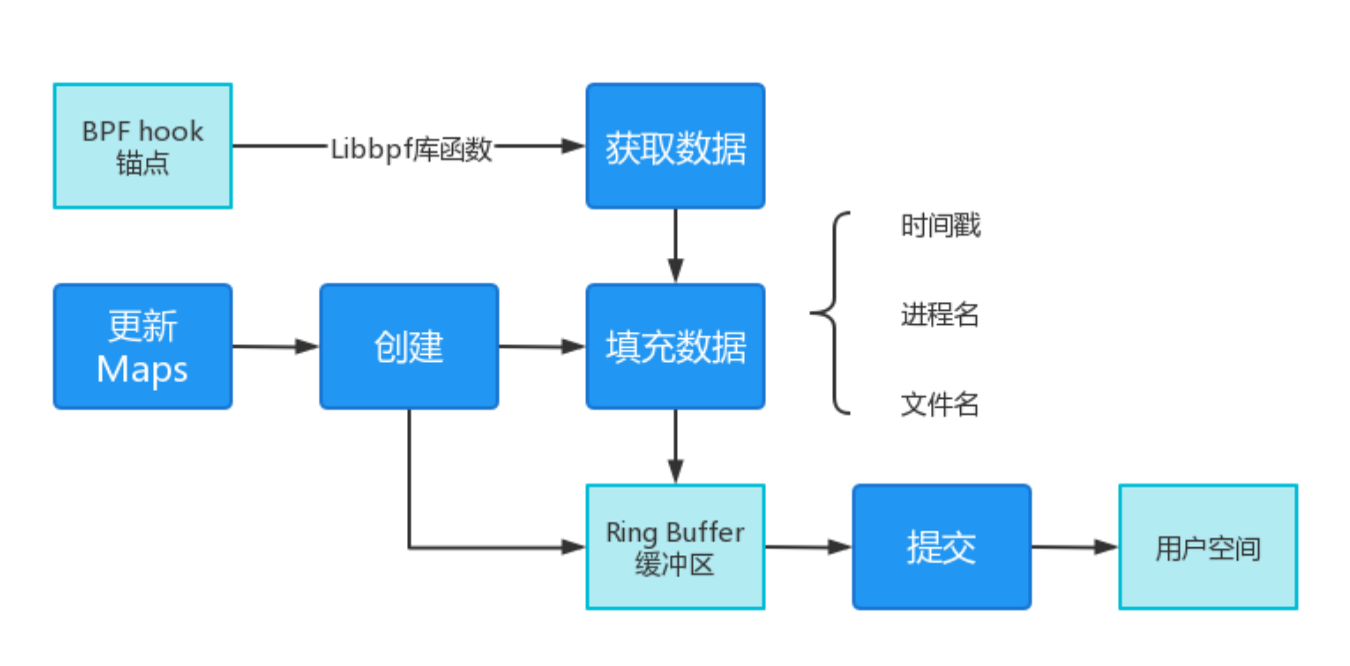 BPF hook
锚点
Libbpf库函数
获取数据
时间戳
更新
Maps
创建
填充数据
进程名
文件名
Ring Buffer
缓冲区
提交
用户空间